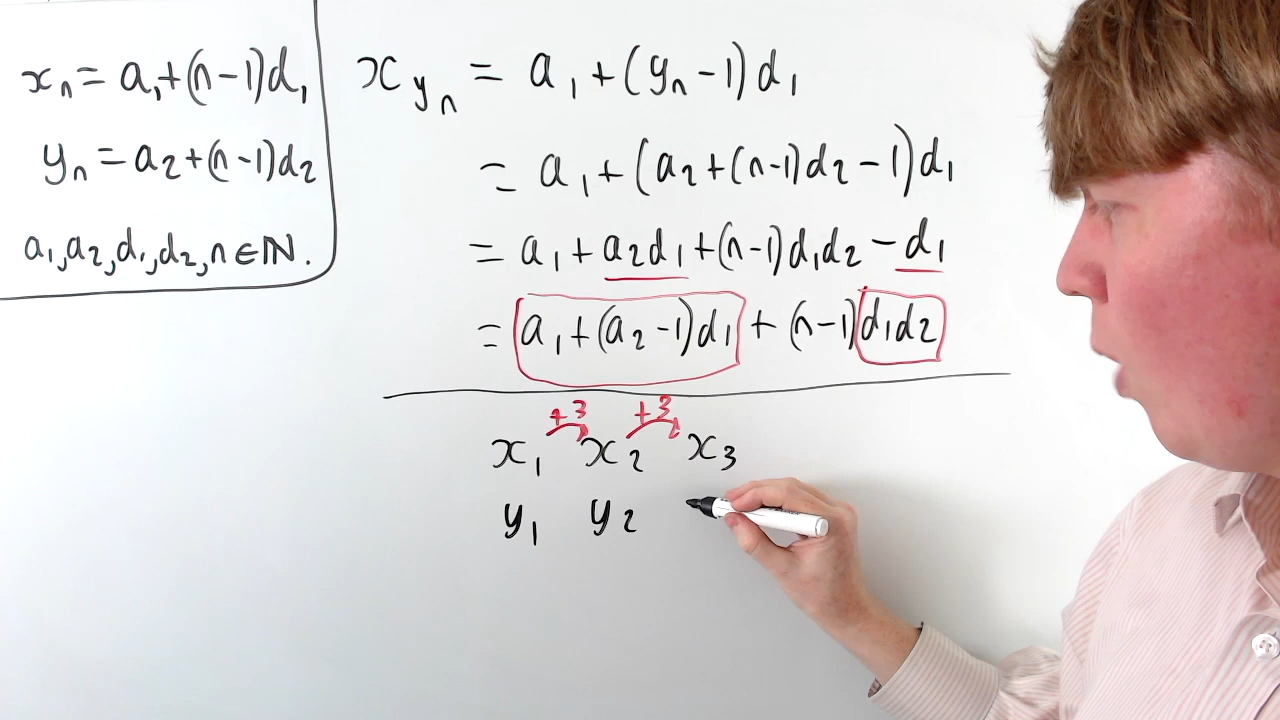 xₙ = a₁+(n-1)d₁
yₙ = a₂+(n-1)d₂
a₁,a₂,d₁,d₂,n∈ℕ.
x_{yₙ} = a₁+(yₙ-1)d₁
= a₁+(a₂+(n-1)d₂-1)d₁
= a₁+a₂d₁+(n-1)d₁d₂-d₁
= a₁+(a₂-1)d₁+(n-1)d₁d₂
+3 +3
x₁ x₂ x₃
y₁ y₂